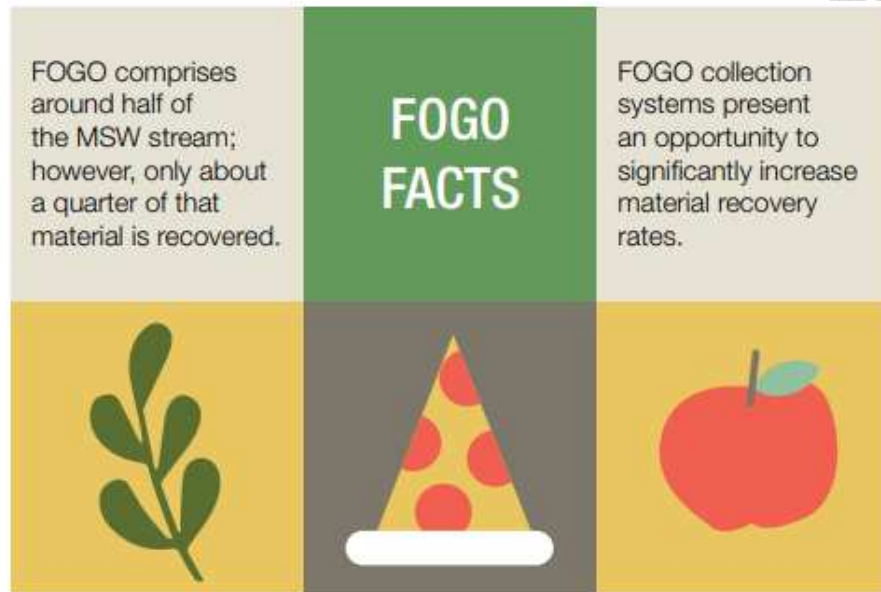 FOGO comprises
around half of
the MSW stream;
however, only about
a quarter of that
material is recovered.
FOGO
FACTS
FOGO collection
systems present
an opportunity to
significantly increase
material recovery
rates.